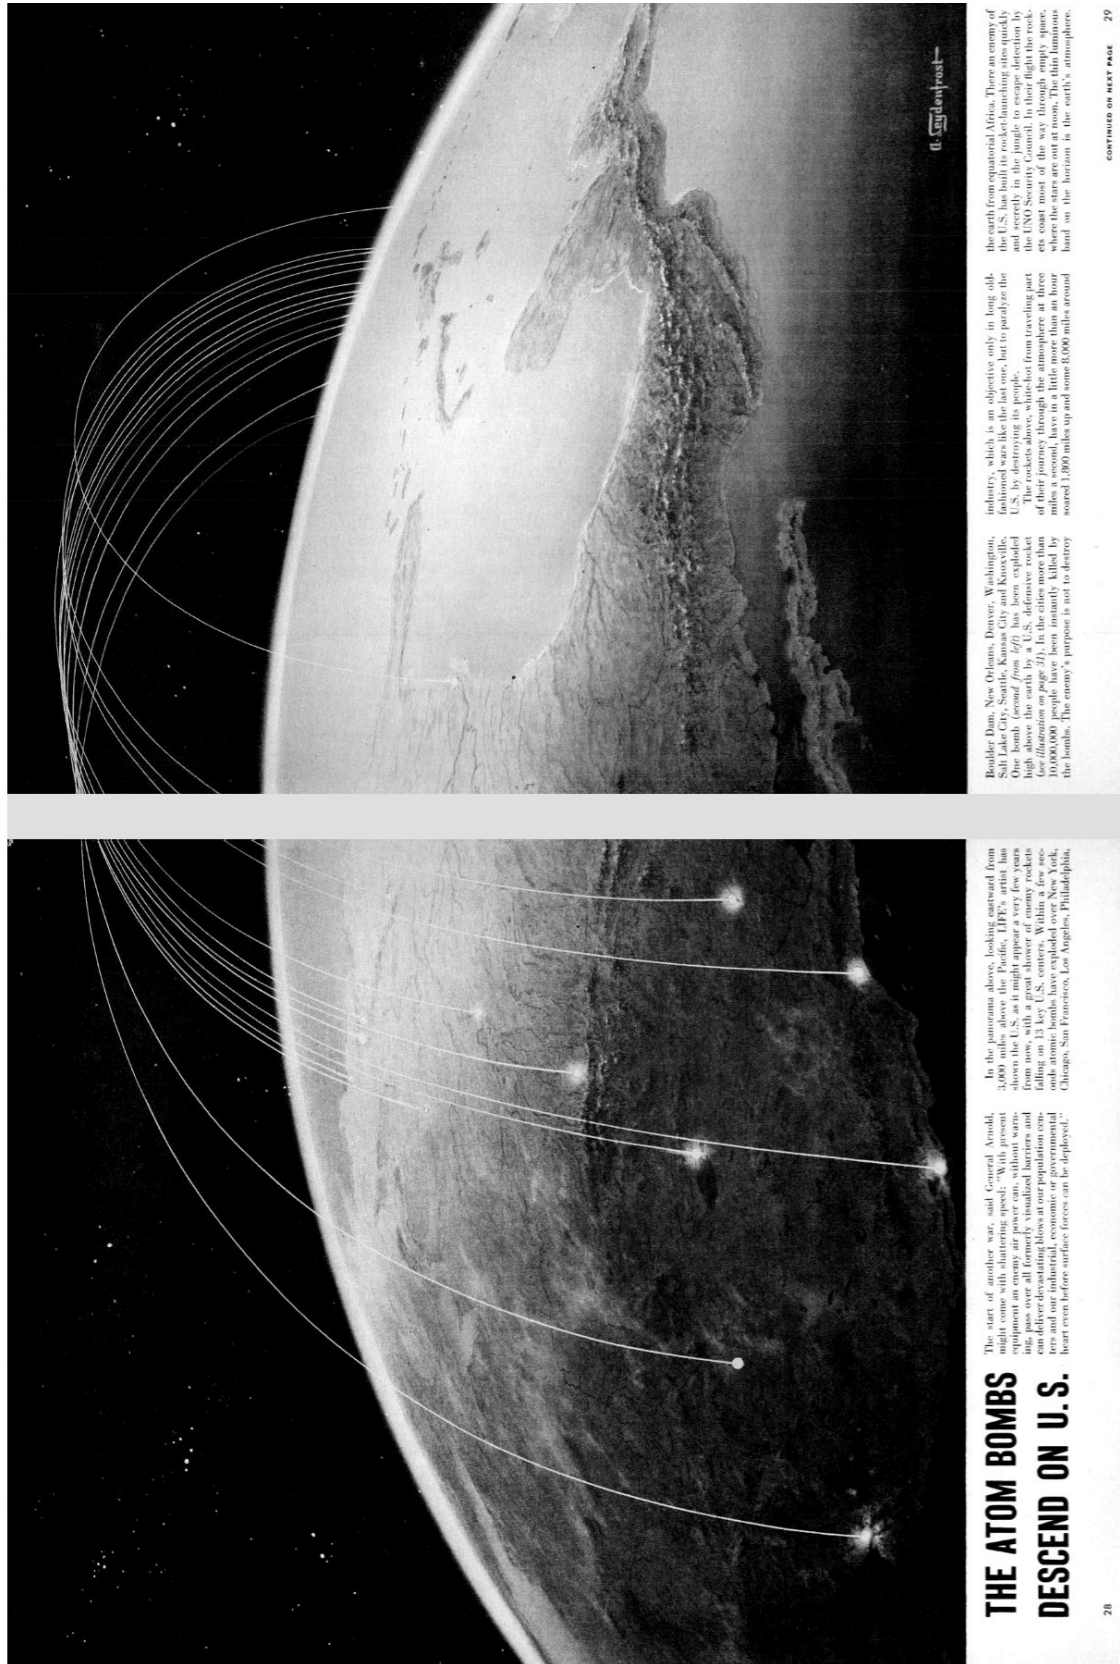 THE ATOM BOMBS
DESCEND ON U.S.
The start of another war, said General Arnold,
might come with shattering speed: "With present
equipment an enemy air power can, without warn-
ing, pass over all formerly visualized barriers and
can deliver devastating blows at our population cen-
ters and our industrial, economic or governmental
heart even before surface forces can be deployed."
In the panorama above, looking eastward from
3,000 miles above the Pacific, LIFE's artist has
shown the U.S. as it might appear a very few years
from now, with a great shower of enemy rockets
falling on 13 key U.S. centers. Within a few sec-
onds atomic bombs have exploded over New York,
Chicago, San Francisco, Los Angeles, Philadelphia,
28
Boulder Dam, New Orleans, Denver, Washington,
Salt Lake City, Seattle, Kansas City and Knoxville.
One bomb (second from left) has been exploded
high above the earth by a U.S. defensive rocket
(see illustration on page 31). In the cities more than
10,000,000 people have been instantly killed by
the bombs. The enemy's purpose is not to destroy
industry, which is an objective only in long old-
fashioned wars like the last one, but to paralyze the
U.S. by destroying its people.
The rockets above, white-hot from traveling part
of their journey through the atmosphere at three
miles a second, have in a little more than an hour
soared 1,800 miles up and some 8,000 miles around
the earth from equatorial Africa. There an enemy of
the U.S. has built its rocket-launching sites quickly
and secretly in the jungle to escape detection by
the UNO Security Council. In their flight the rock-
ets coast most of the way through empty space,
where the stars are out at noon. The thin luminous
band on the horizon is the earth's atmosphere.
A. Leydenfrost
CONTINUED ON NEXT PAGE 29